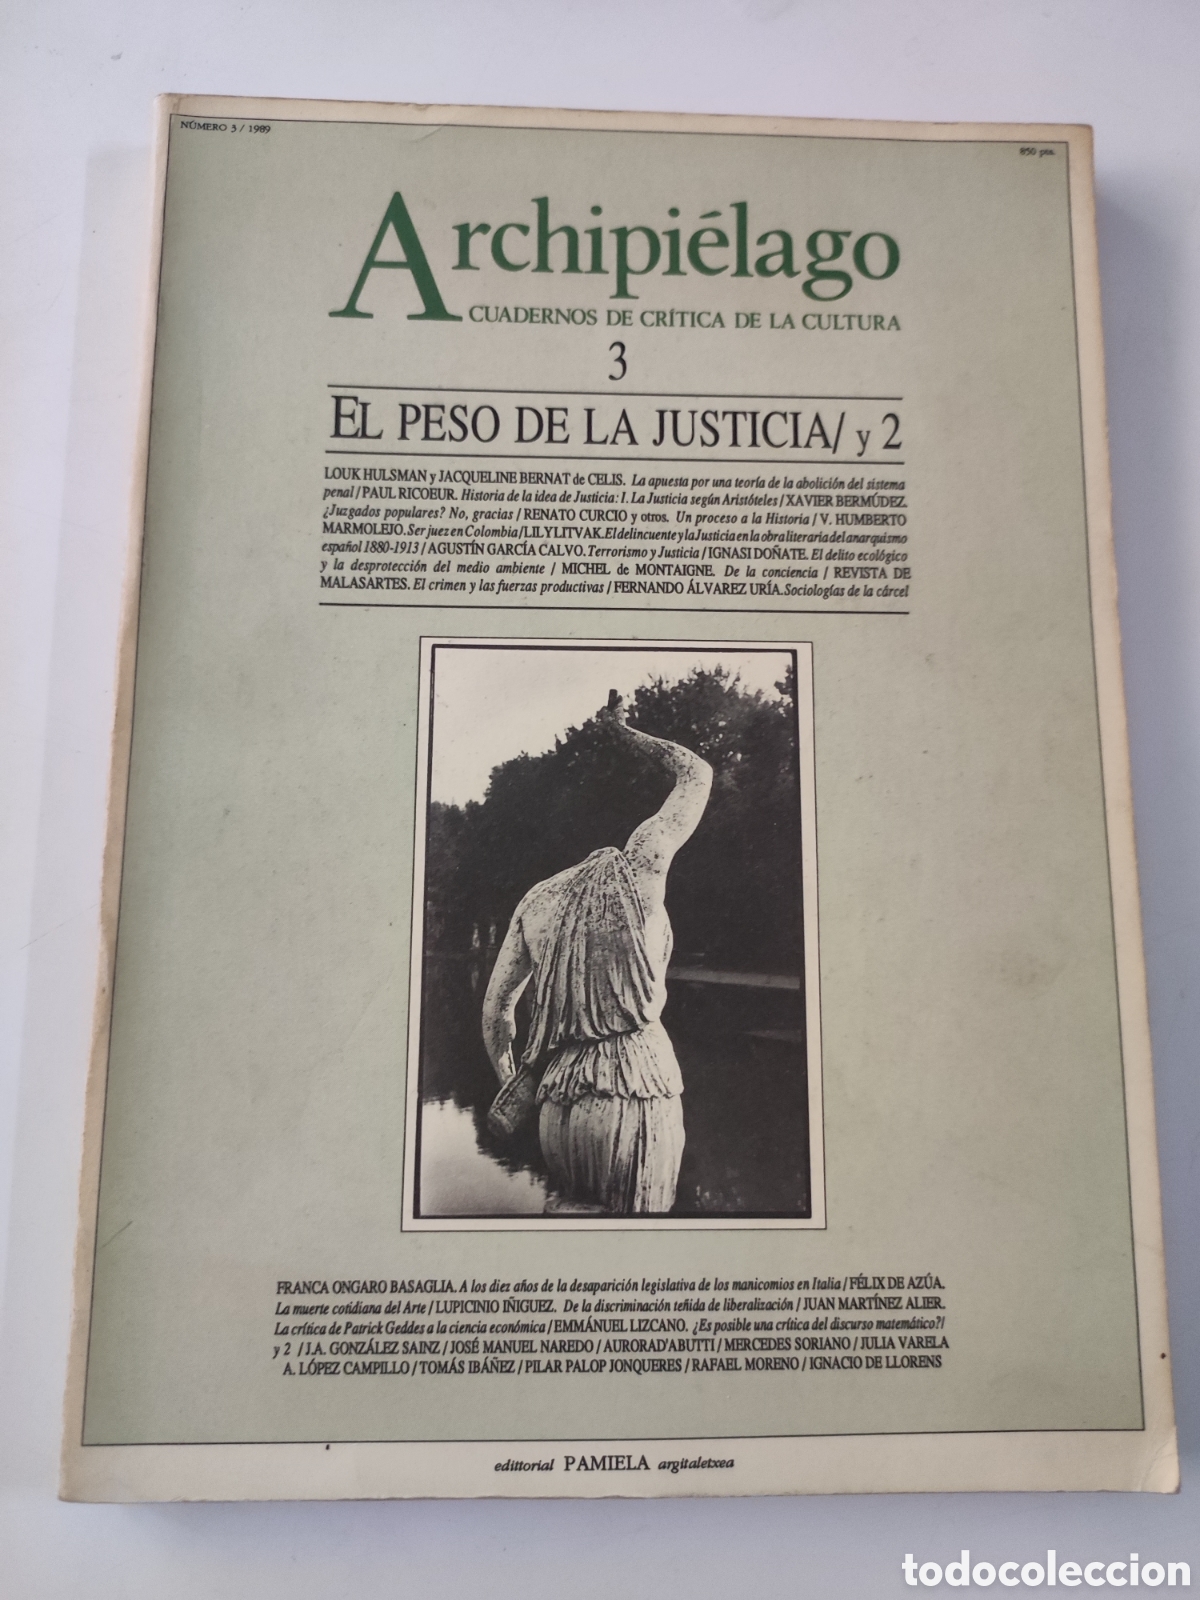 NÚMERO 3 / 1989
850 pts.
Archipiélago
CUADERNOS DE CRÍTICA DE LA CULTURA
3
EL PESO DE LA JUSTICIA/ y 2
LOUK HULSMAN y JACQUELINE BERNAT de CELIS. La apuesta por una teoría de la abolición del sistema
penal / PAUL RICOEUR. Historia de la idea de Justicia: I. La Justicia según Aristóteles / XAVIER BERMÚDEZ.
¿Juzgados populares? No, gracias / RENATO CURCIO y otros. Un proceso a la Historia / V. HUMBERTO
MARMOLEJO. Ser juez en Colombia / LILY LITVAK. El delincuente y la Justicia en la obra literaria del anarquismo
español 1880-1913 / AGUSTÍN GARCÍA CALVO. Terrorismo y Justicia / IGNASI DOÑATE. El delito ecológico
y la desprotección del medio ambiente / MICHEL de MONTAIGNE. De la conciencia / REVISTA DE
MALASARTES. El crimen y las fuerzas productivas / FERNANDO ÁLVAREZ URÍA. Sociologías de la cárcel
FRANCA ONGARO BASAGLIA. A los diez años de la desaparición legislativa de los manicomios en Italia / FÉLIX DE AZÚA.
La muerte cotidiana del Arte / LUPICINIO IÑIGUEZ. De la discriminación teñida de liberalización / JUAN MARTÍNEZ ALIER.
La crítica de Patrick Geddes a la ciencia económica / EMMÁNUEL LIZCANO. ¿Es posible una crítica del discurso matemático?/
y 2 / J.A. GONZÁLEZ SAINZ / JOSÉ MANUEL NAREDO / AURORA D'ABUTTI / MERCEDES SORIANO / JULIA VARELA
A. LÓPEZ CAMPILLO / TOMÁS IBÁÑEZ / PILAR PALOP JONQUERES / RAFAEL MORENO / IGNACIO DE LLORENS
edittorial PAMIELA argitaletxea
todocoleccion